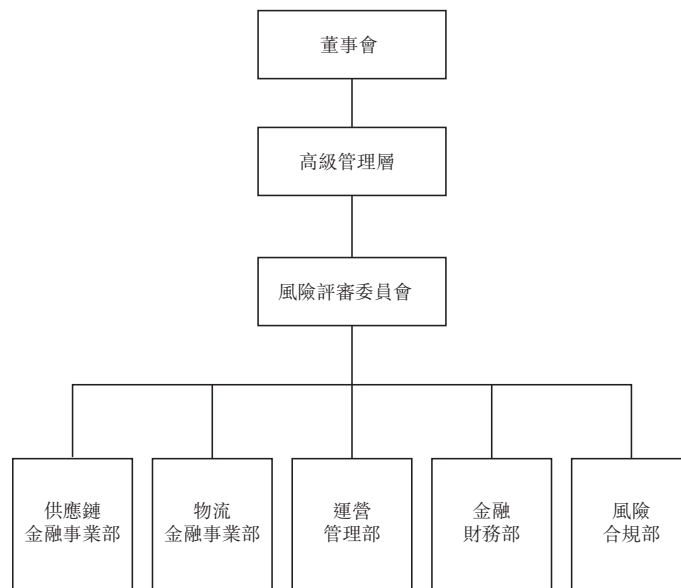 董事會
高級管理層
風險評審委員會
供應鏈
金融事業部
物流
金融事業部
運營
管理部
金融
財務部
風險
合規部